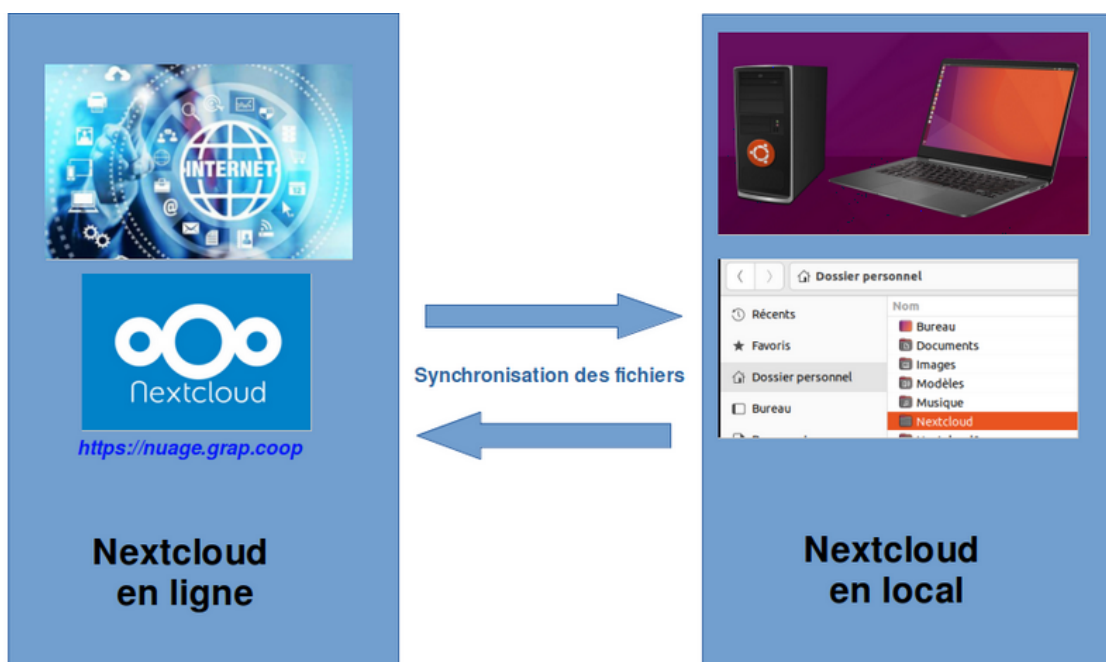 INTERNET
Nextcloud
https://nuage.grap.coop
Nextcloud
en ligne
Synchronisation des fichiers
Dossier personnel
Récents
Favoris
Dossier personnel
Bureau
Nom
Bureau
Documents
Images
Modèles
Musique
Nextcloud
Nextcloud
en local